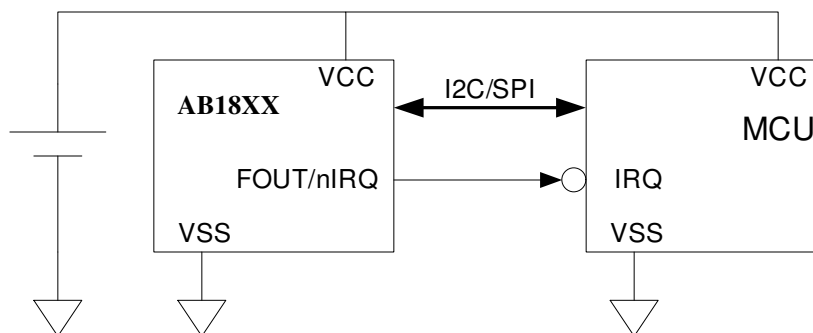 VCC
VCC
I2C/SPI
AB18XX
MCU
FOUT/nIRQ
IRQ
VSS
VSS